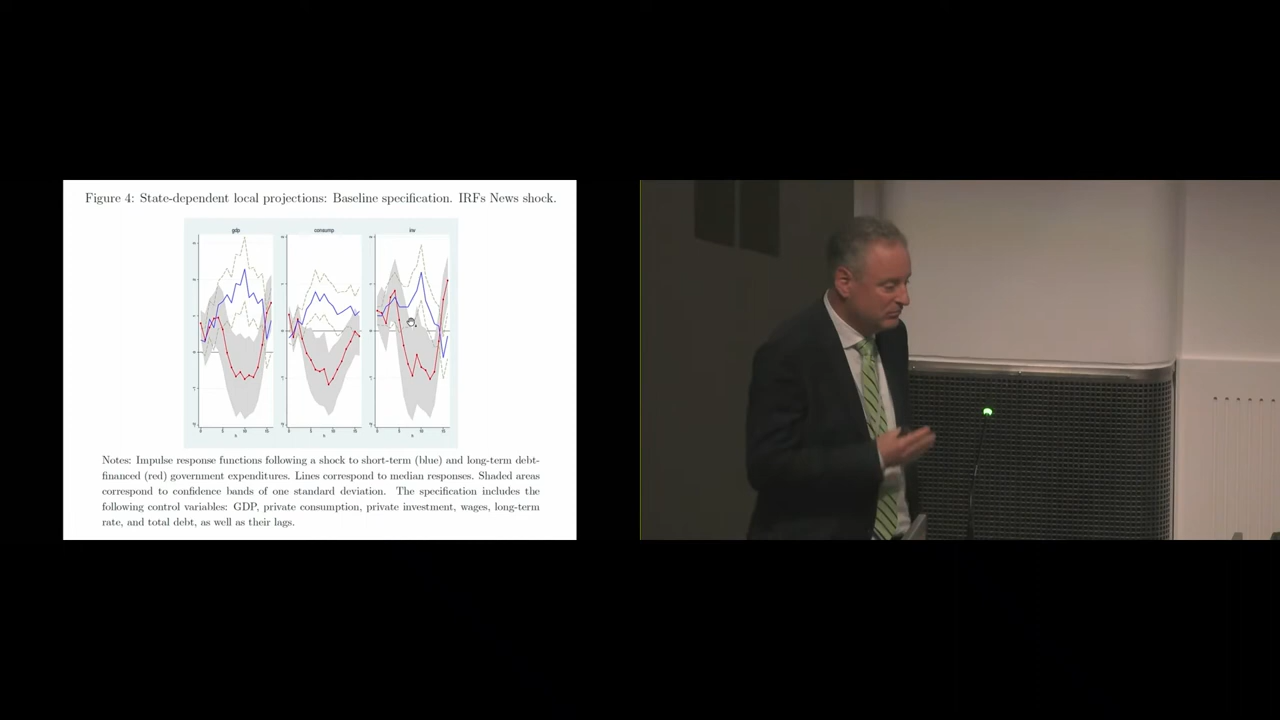 Figure 4: State-dependent local projections: Baseline specification. IRFs News shock.
gdp consump inv
Notes: Impulse response functions following a shock to short-term (blue) and long-term debt-
financed (red) government expenditures. Lines correspond to median responses. Shaded areas
correspond to confidence bands of one standard deviation. The specification includes the
following control variables: GDP, private consumption, private investment, wages, long-term
rate, and total debt, as well as their lags.